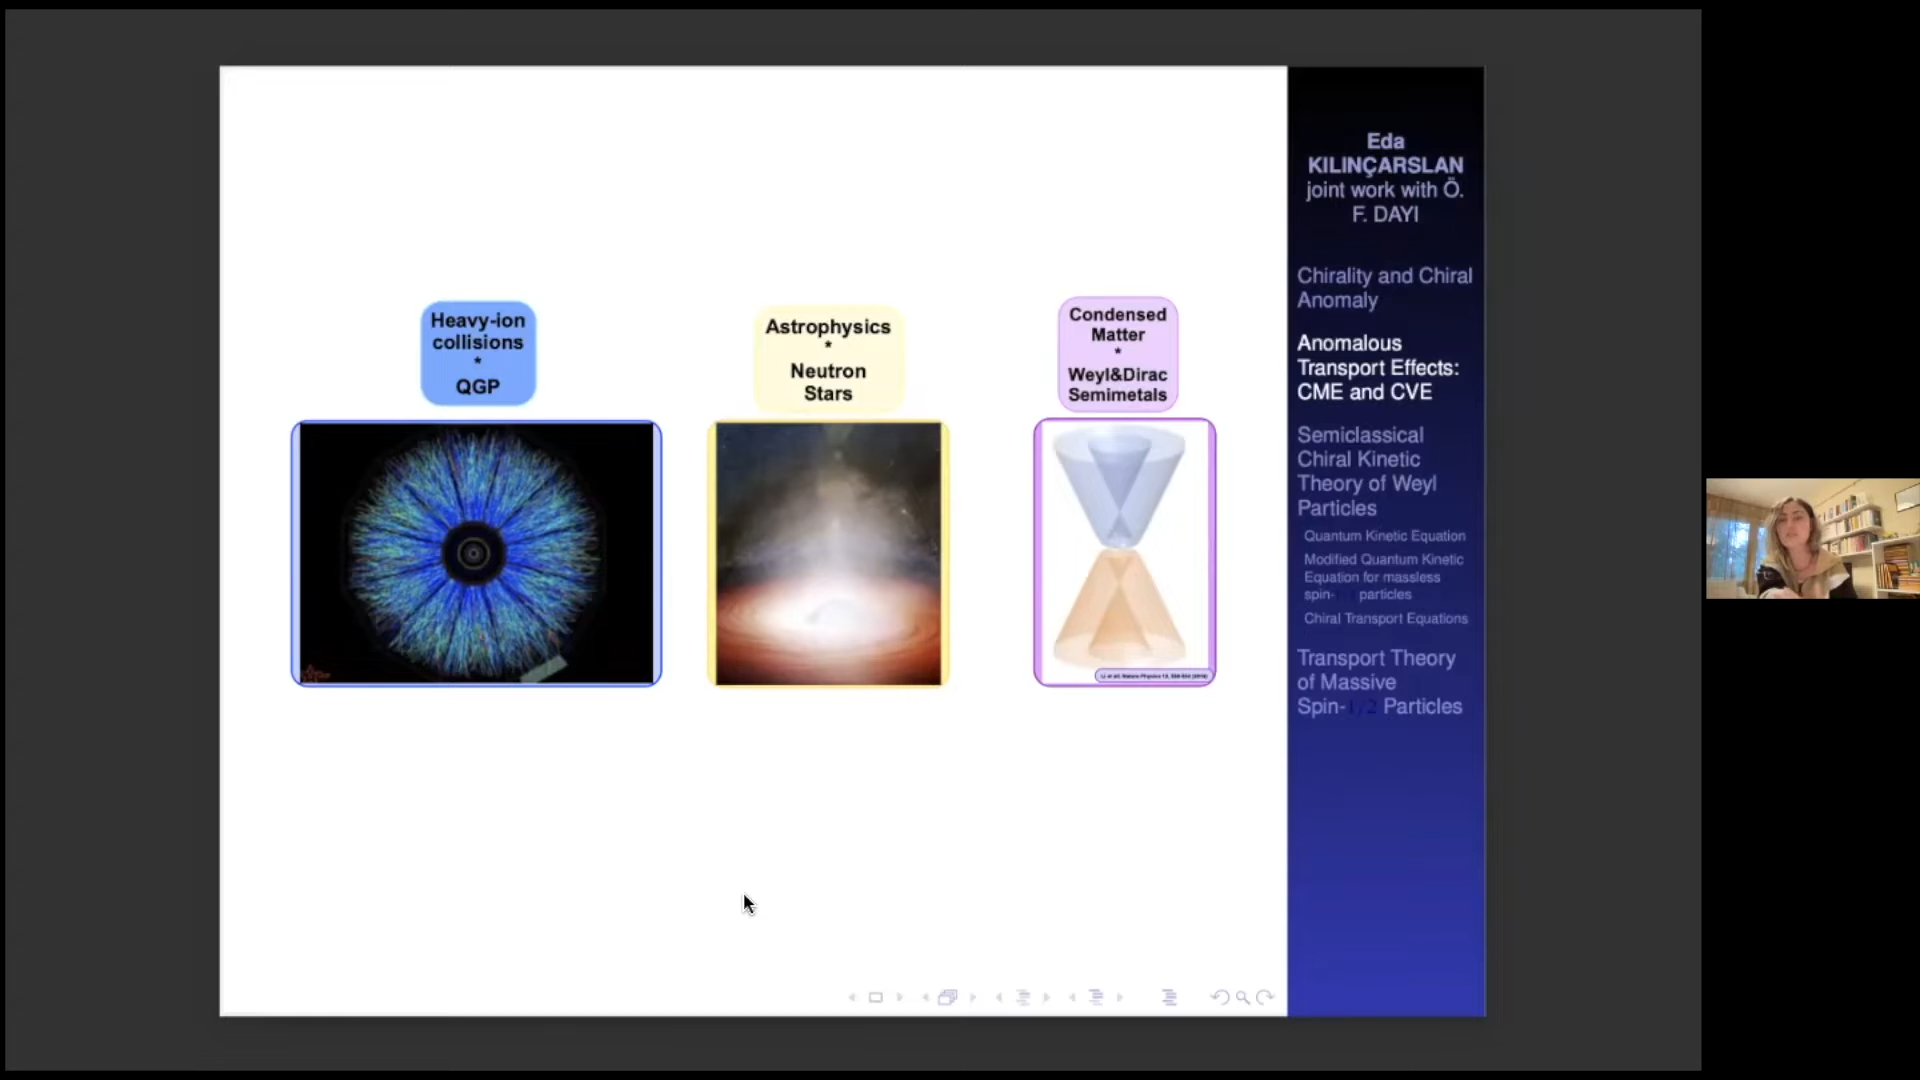 Heavy-ion
collisions
*
QGP
Astrophysics
*
Neutron
Stars
Condensed
Matter
*
Weyl&Dirac
Semimetals
Eda
KILINÇARSLAN
joint work with Ö.
F. DAYI
Chirality and Chiral
Anomaly
Anomalous
Transport Effects:
CME and CVE
Semiclassical
Chiral Kinetic
Theory of Weyl
Particles
Quantum Kinetic Equation
Modified Quantum Kinetic
Equation for massless
spin- particles
Chiral Transport Equations
Transport Theory
of Massive
Spin-1/2 Particles